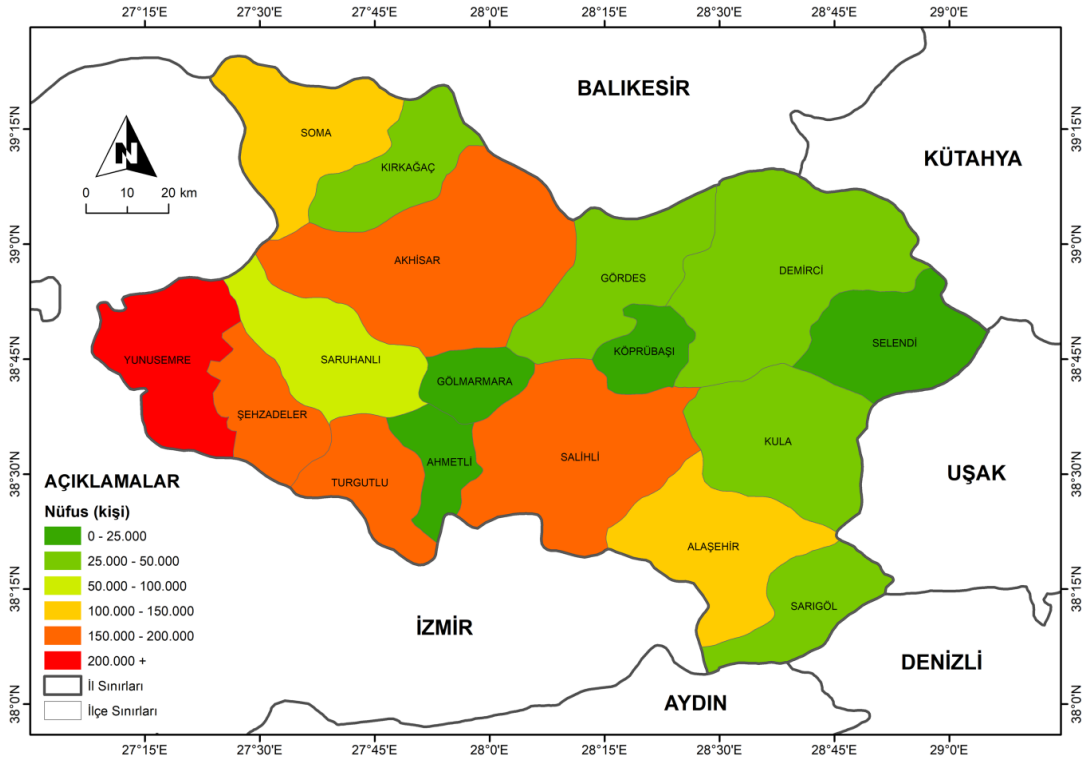 27°15'E 27°30'E 27°45'E 28°0'E 28°15'E 28°30'E 28°45'E 29°0'E
BALIKESİR
39°15'N
39°15'N
SOMA
KÜTAHYA
N
KIRKAĞAÇ
0 10 20 km
39°0'N
39°0'N
AKHİSAR
DEMİRCİ
GÖRDES
SELENDİ
KÖPRÜBAŞI
38°45'N
38°45'N
YUNUSEMRE
SARUHANLI
GÖLMARMARA
ŞEHZADELER
KULA
SALİHLİ
AHMETLİ
38°30'N
38°30'N
UŞAK
TURGUTLU
AÇIKLAMALAR
Nüfus (kişi)
0 - 25.000
25.000 - 50.000
50.000 - 100.000
100.000 - 150.000
150.000 - 200.000
200.000 +
İl Sınırları
İlçe Sınırları
ALAŞEHİR
38°15'N
38°15'N
SARIGÖL
İZMİR
DENİZLİ
AYDIN
38°0'N
38°0'N
27°15'E 27°30'E 27°45'E 28°0'E 28°15'E 28°30'E 28°45'E 29°0'E